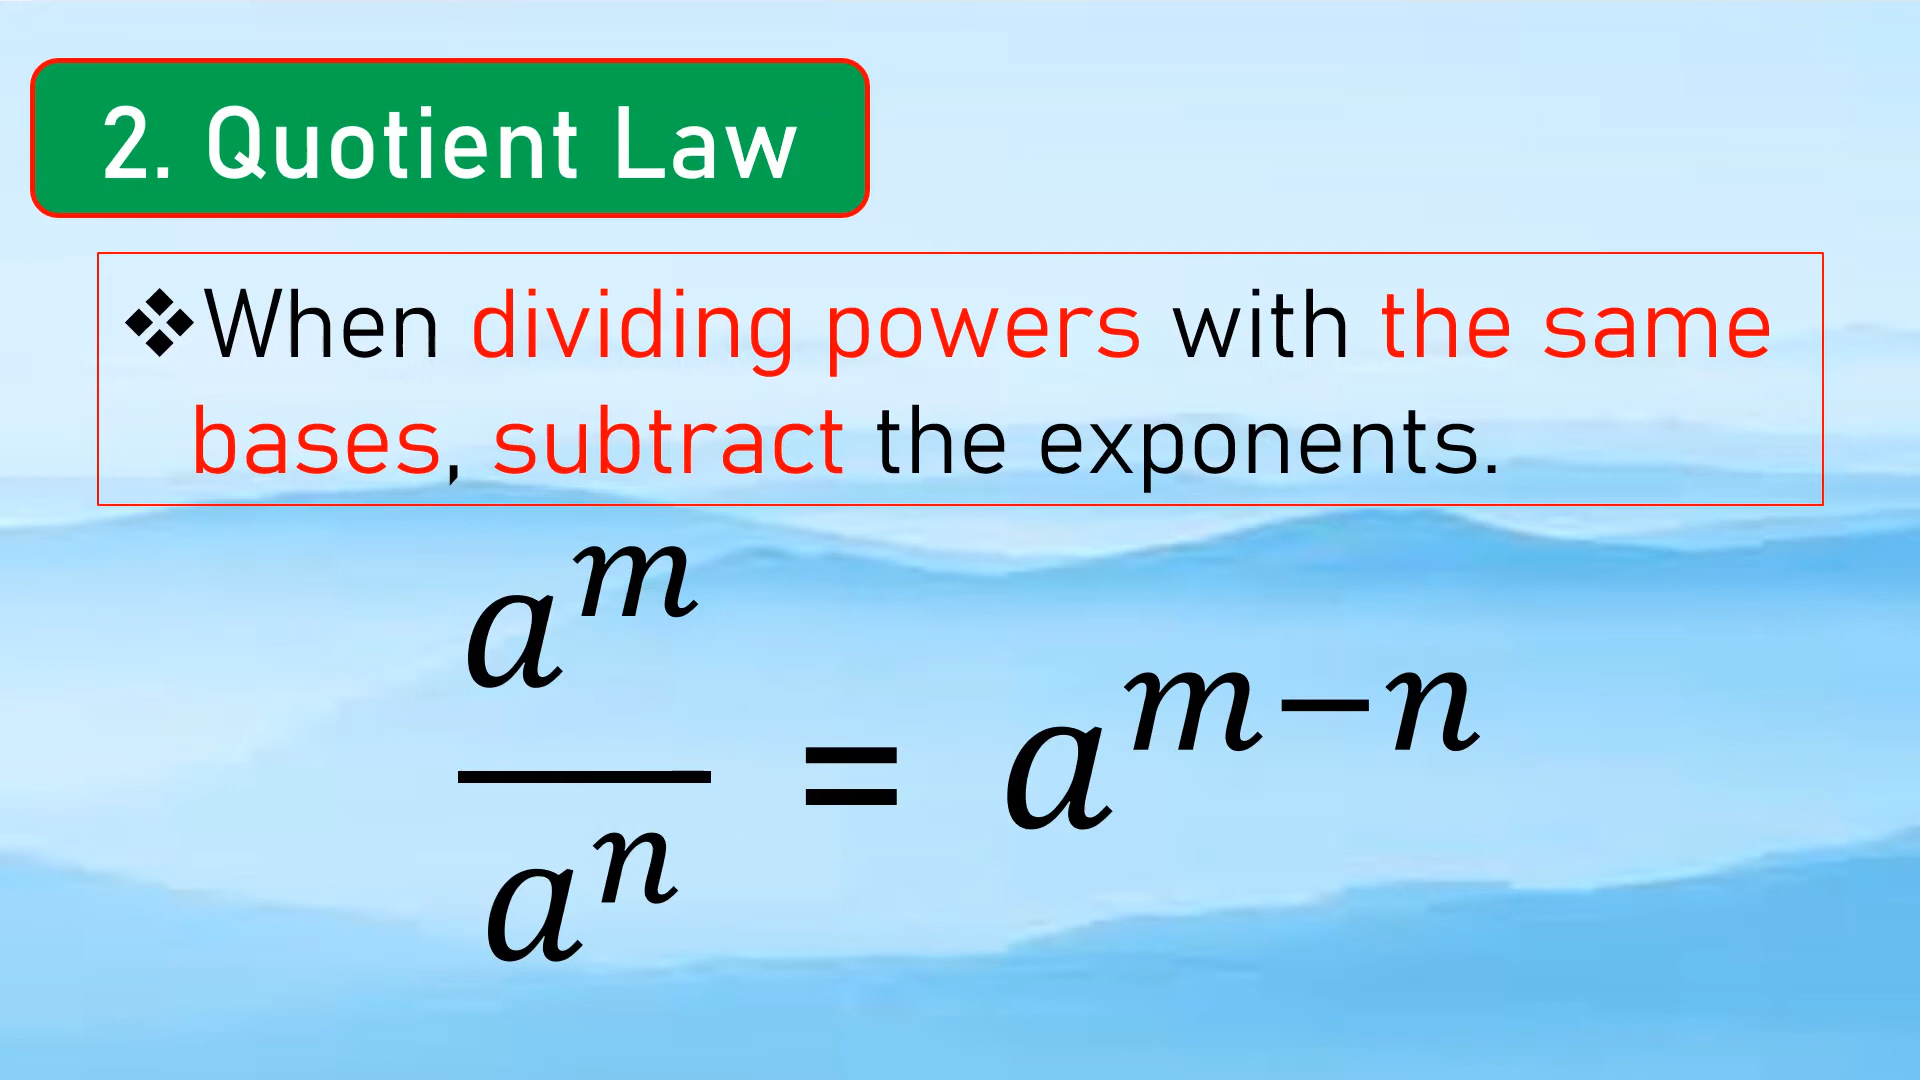 2. Quotient Law
❖When dividing powers with the same
bases, subtract the exponents.
a^m / a^n = a^{m−n}